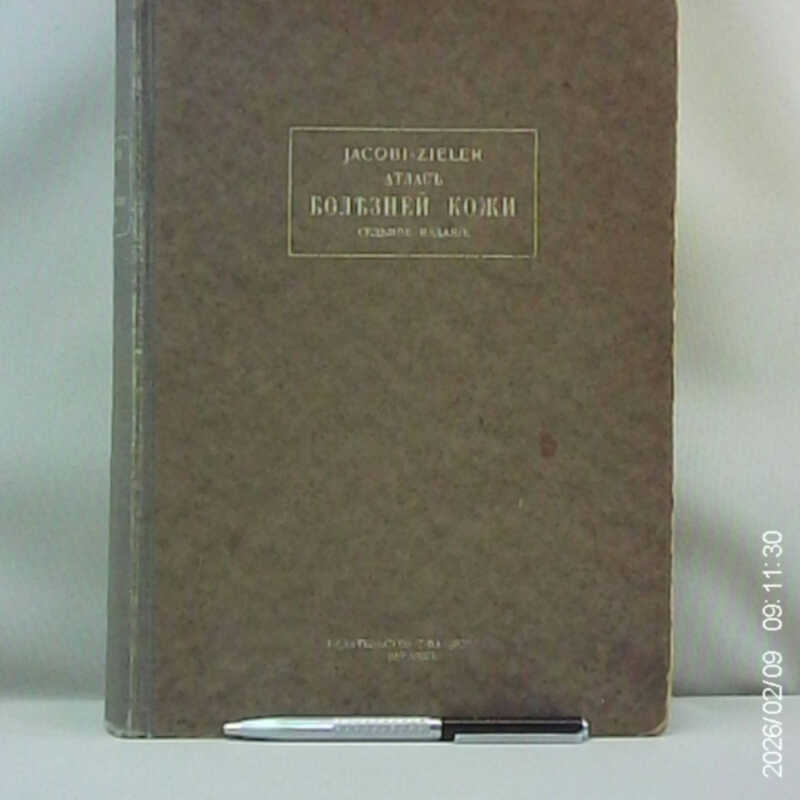 JACOBI-ZIELER
АТЛАСЪ
БОЛѢЗНЕЙ КОЖИ
СЕДЬМОЕ ИЗДАНІЕ
2026/02/09 09:11:30